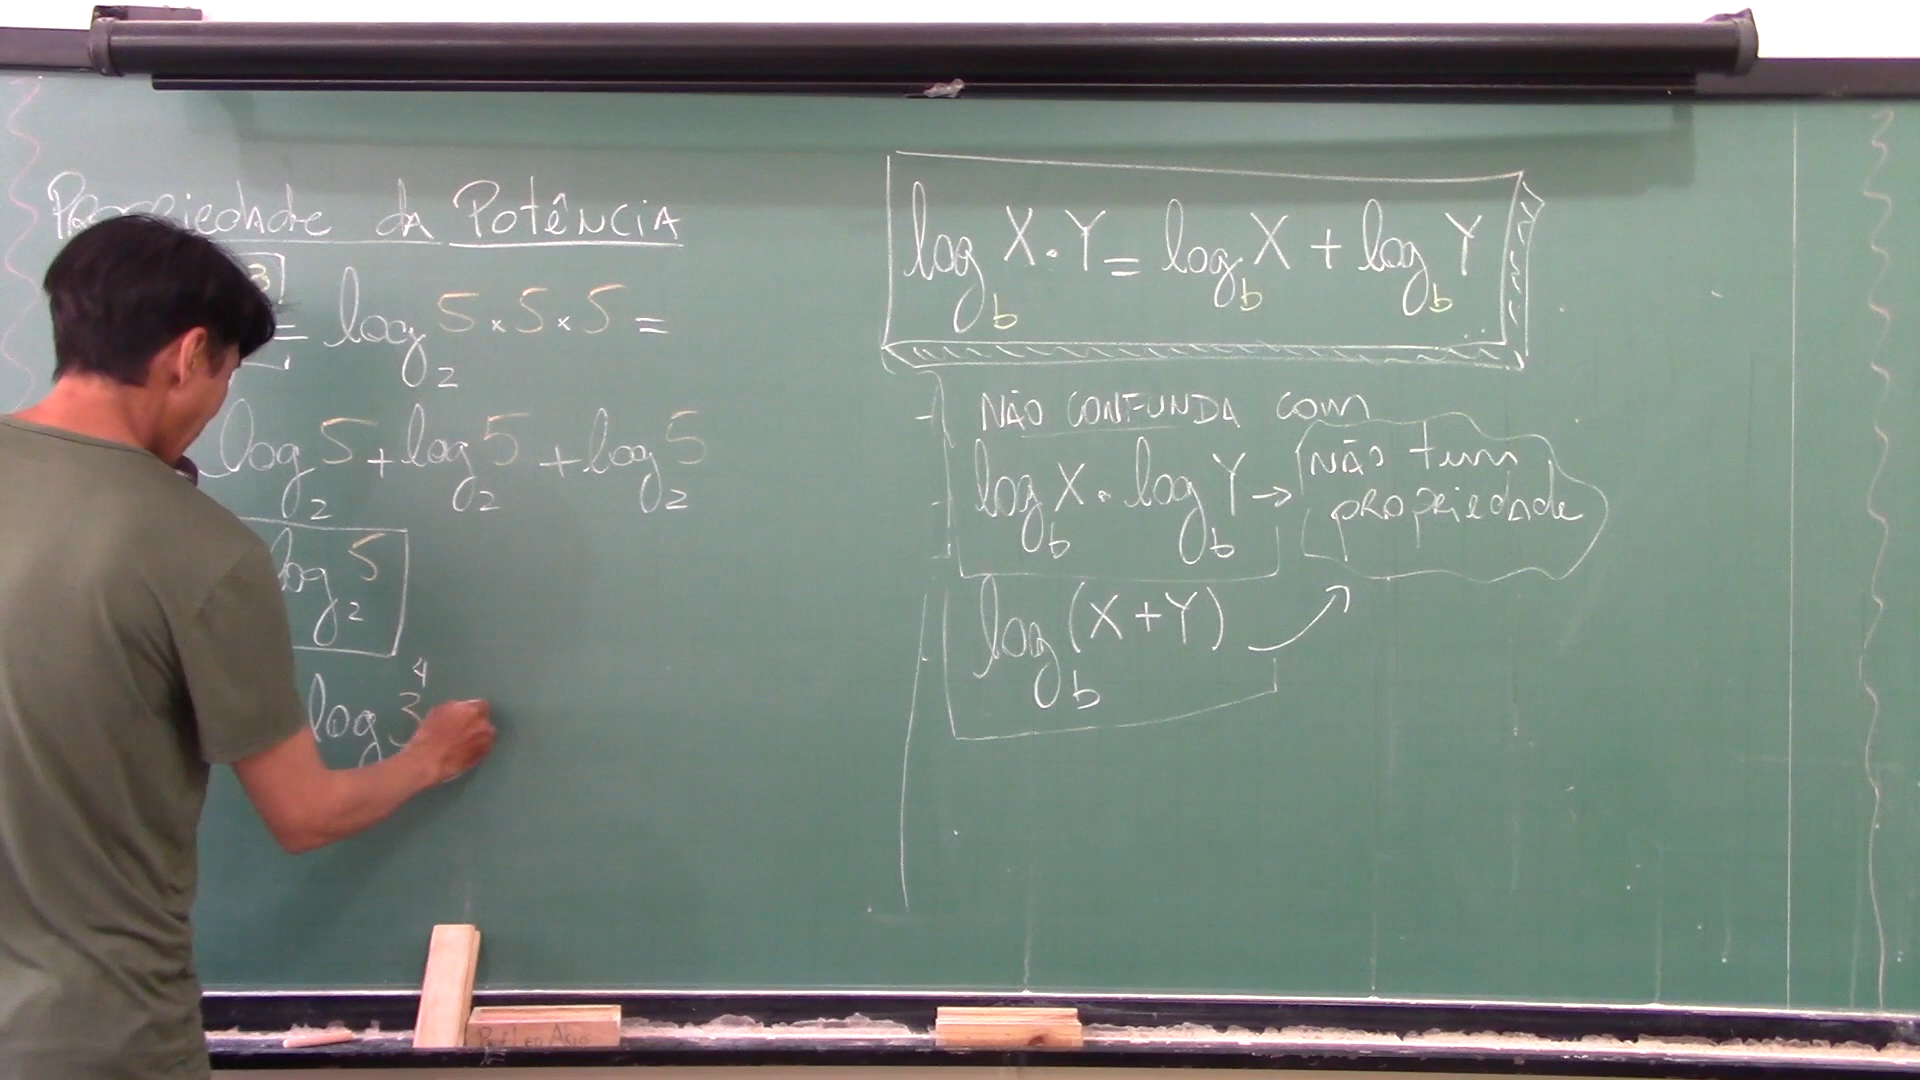 Propriedade da Potência
3 = log₂ 5 × 5 × 5 =
log₂ 5 + log₂ 5 + log₂ 5
log₂ 5
log 3⁴
log_b X · Y = log_b X + log_b Y
NÃO CONFUNDA com
log_b X · log_b Y → NÃO tem
propriedade
log_b (X + Y)